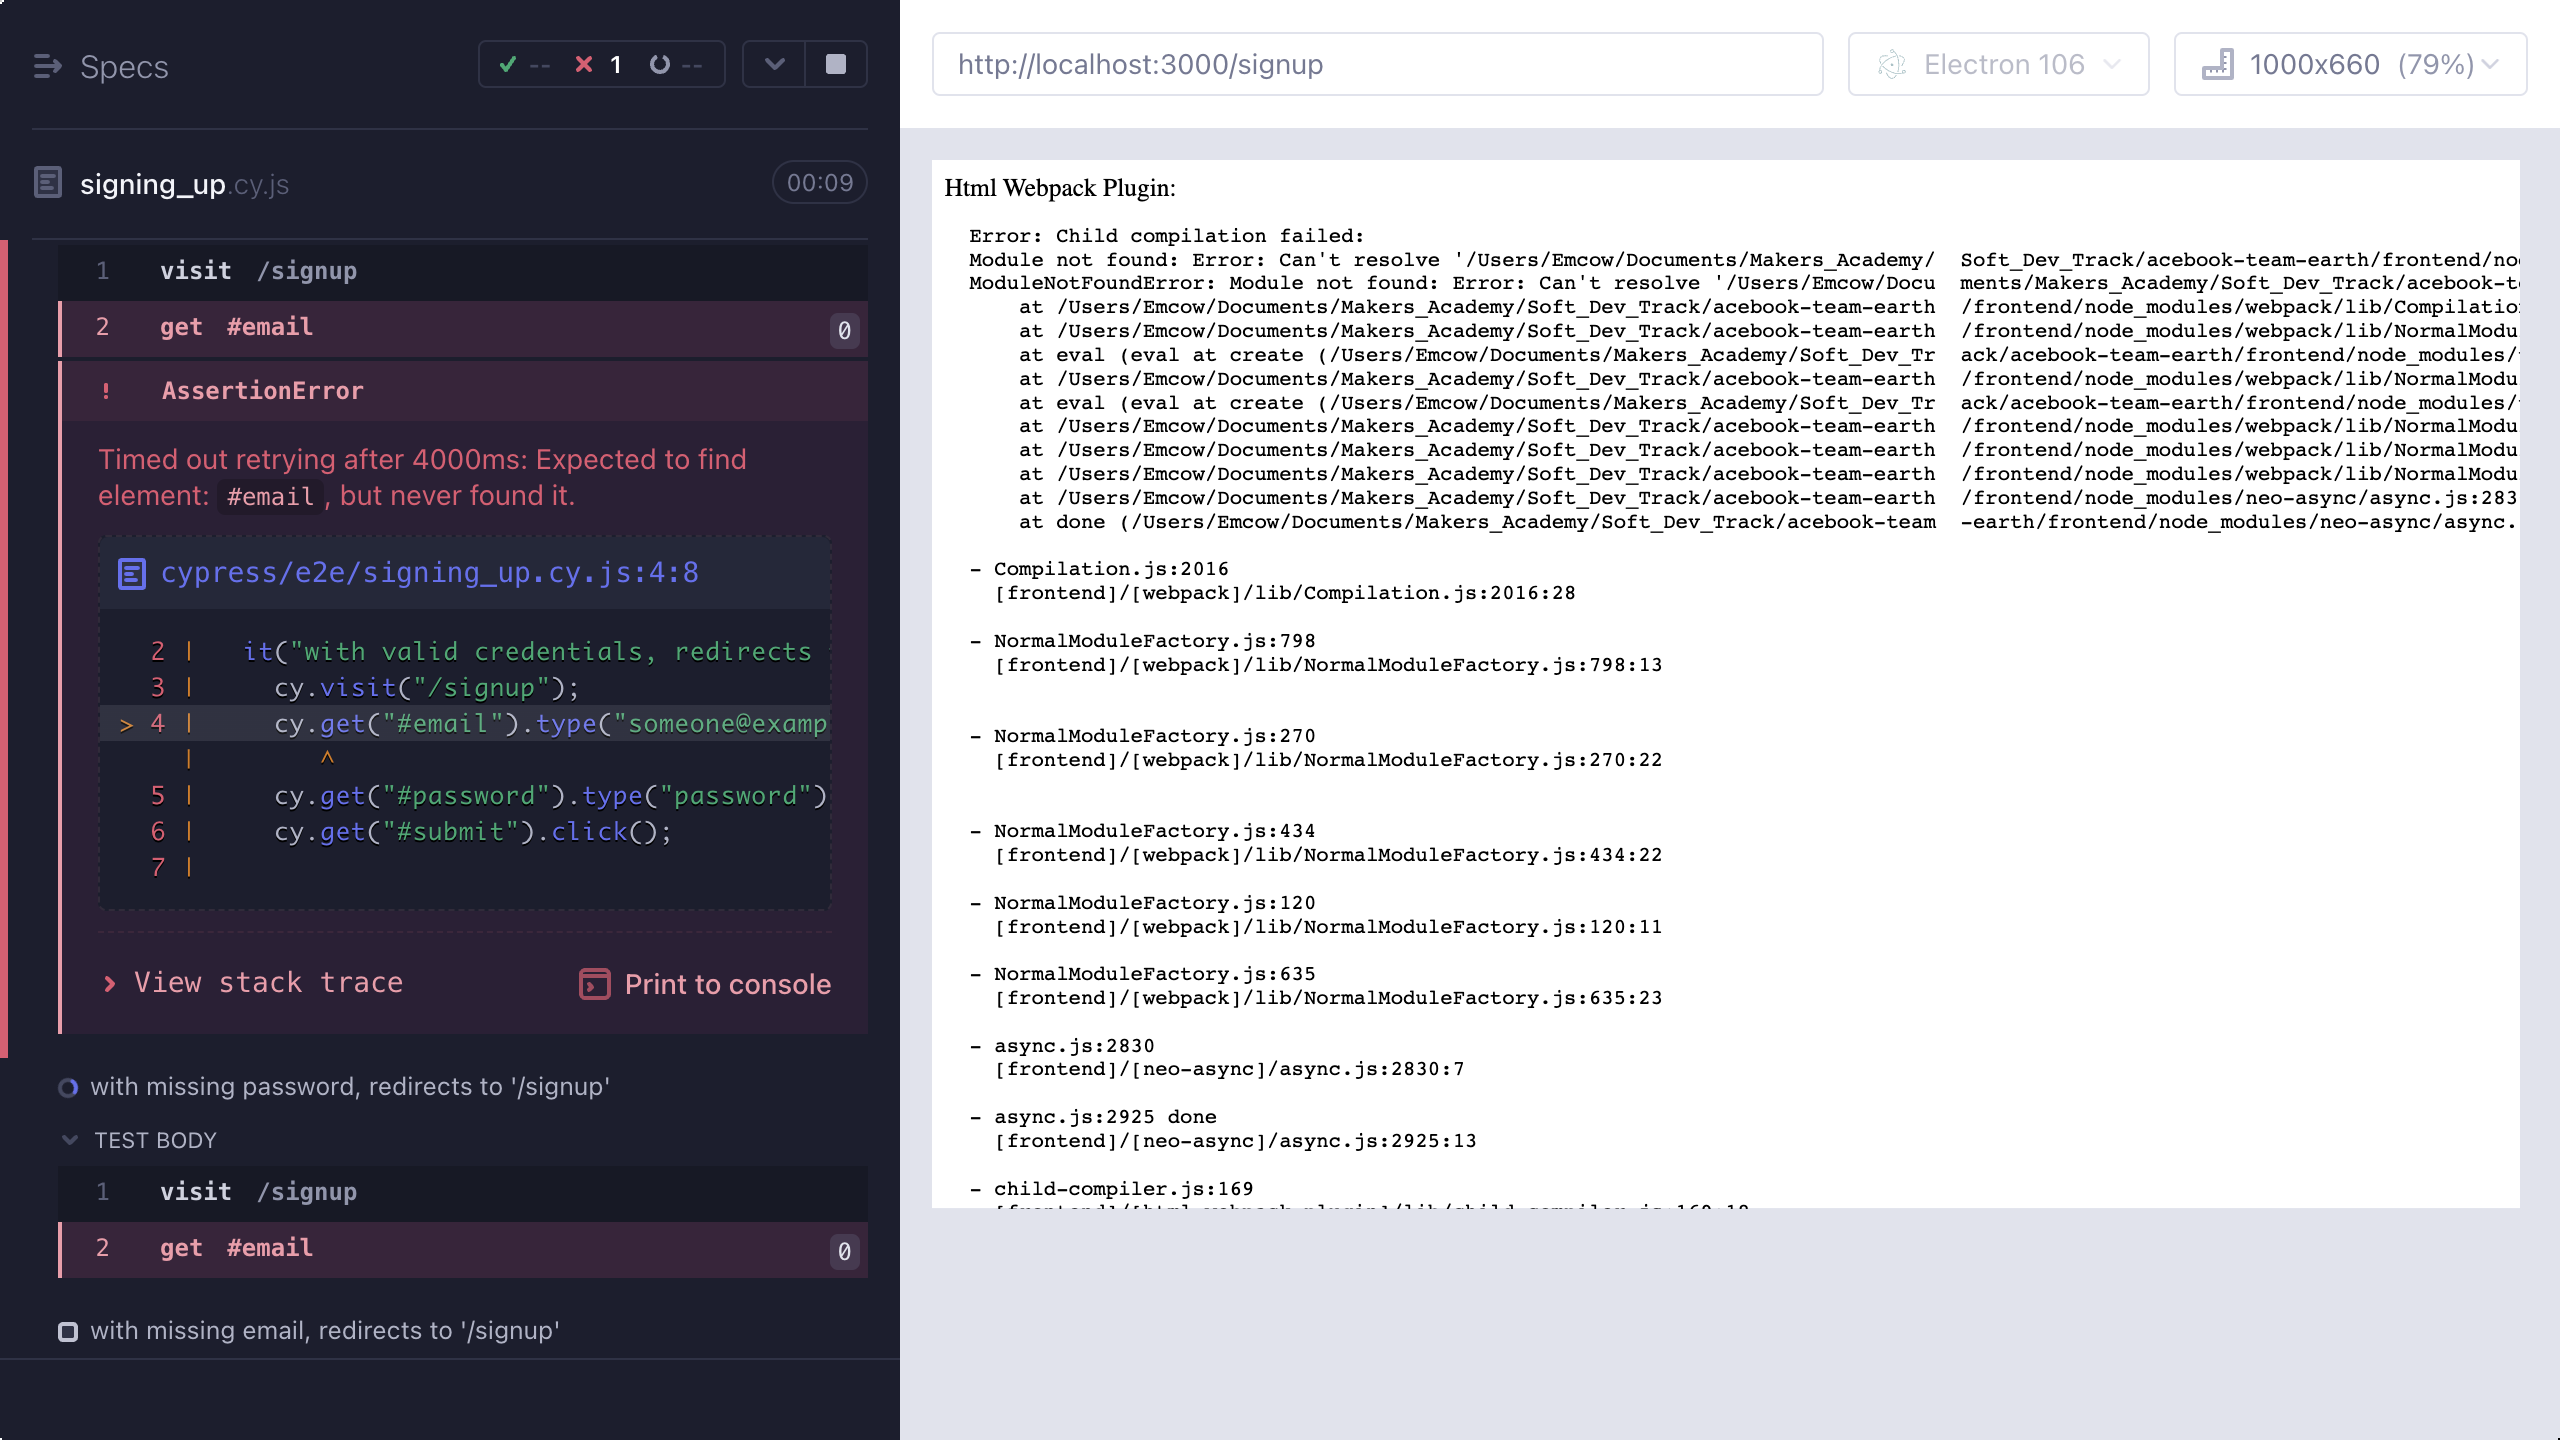 Specs
-- 1 --
signing_up.cy.js
00:09
1 visit /signup
2 get #email 0
! AssertionError
Timed out retrying after 4000ms: Expected to find
element: #email , but never found it.
cypress/e2e/signing_up.cy.js:4:8
2 | it("with valid credentials, redirects
3 | cy.visit("/signup");
> 4 | cy.get("#email").type("someone@examp
| ^
5 | cy.get("#password").type("password")
6 | cy.get("#submit").click();
7 |
View stack trace
Print to console
with missing password, redirects to '/signup'
TEST BODY
1 visit /signup
2 get #email 0
with missing email, redirects to '/signup'
http://localhost:3000/signup
Electron 106
1000x660 (79%)
Html Webpack Plugin:
Error: Child compilation failed:
Module not found: Error: Can't resolve '/Users/Emcow/Documents/Makers_Academy/ Soft_Dev_Track/acebook-team-earth/frontend/no
ModuleNotFoundError: Module not found: Error: Can't resolve '/Users/Emcow/Docu ments/Makers_Academy/Soft_Dev_Track/acebook-t
at /Users/Emcow/Documents/Makers_Academy/Soft_Dev_Track/acebook-team-earth /frontend/node_modules/webpack/lib/Compilatio
at /Users/Emcow/Documents/Makers_Academy/Soft_Dev_Track/acebook-team-earth /frontend/node_modules/webpack/lib/NormalModu
at eval (eval at create (/Users/Emcow/Documents/Makers_Academy/Soft_Dev_Tr ack/acebook-team-earth/frontend/node_modules/
at /Users/Emcow/Documents/Makers_Academy/Soft_Dev_Track/acebook-team-earth /frontend/node_modules/webpack/lib/NormalModu
at eval (eval at create (/Users/Emcow/Documents/Makers_Academy/Soft_Dev_Tr ack/acebook-team-earth/frontend/node_modules/
at /Users/Emcow/Documents/Makers_Academy/Soft_Dev_Track/acebook-team-earth /frontend/node_modules/webpack/lib/NormalModu
at /Users/Emcow/Documents/Makers_Academy/Soft_Dev_Track/acebook-team-earth /frontend/node_modules/webpack/lib/NormalModu
at /Users/Emcow/Documents/Makers_Academy/Soft_Dev_Track/acebook-team-earth /frontend/node_modules/webpack/lib/NormalModu
at /Users/Emcow/Documents/Makers_Academy/Soft_Dev_Track/acebook-team-earth /frontend/node_modules/neo-async/async.js:283
at done (/Users/Emcow/Documents/Makers_Academy/Soft_Dev_Track/acebook-team -earth/frontend/node_modules/neo-async/async.
- Compilation.js:2016
[frontend]/[webpack]/lib/Compilation.js:2016:28
- NormalModuleFactory.js:798
[frontend]/[webpack]/lib/NormalModuleFactory.js:798:13
- NormalModuleFactory.js:270
[frontend]/[webpack]/lib/NormalModuleFactory.js:270:22
- NormalModuleFactory.js:434
[frontend]/[webpack]/lib/NormalModuleFactory.js:434:22
- NormalModuleFactory.js:120
[frontend]/[webpack]/lib/NormalModuleFactory.js:120:11
- NormalModuleFactory.js:635
[frontend]/[webpack]/lib/NormalModuleFactory.js:635:23
- async.js:2830
[frontend]/[neo-async]/async.js:2830:7
- async.js:2925 done
[frontend]/[neo-async]/async.js:2925:13
- child-compiler.js:169